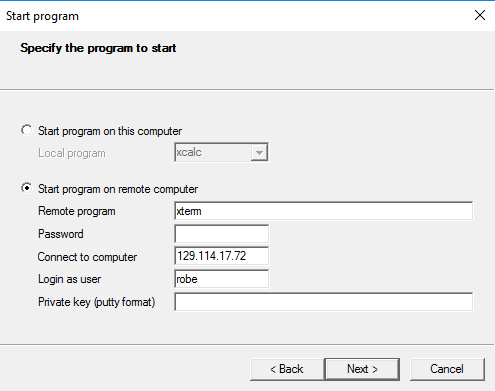 Start program
Specify the program to start
Start program on this computer
Local program xcalc
Start program on remote computer
Remote program xterm
Password
Connect to computer 129.114.17.72
Login as user robe
Private key (putty format)
< Back Next > Cancel